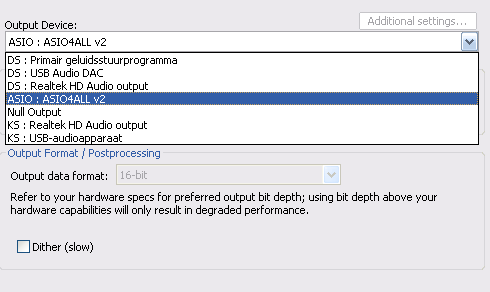 Additional settings...
Output Device:
ASIO : ASIO4ALL v2
DS : Primair geluidsstuurprogramma
DS : USB Audio DAC
DS : Realtek HD Audio output
ASIO : ASIO4ALL v2
Null Output
KS : Realtek HD Audio output
KS : USB-audioapparaat
Output Format / Postprocessing
Output data format: 16-bit
Refer to your hardware specs for preferred output bit depth; using bit depth above your
hardware capabilities will only result in degraded performance.
Dither (slow)